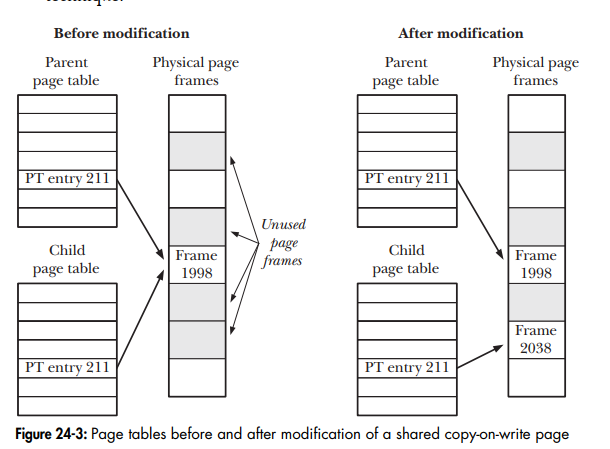 Before modification
After modification
Parent
page table
Physical page
frames
Parent
page table
Physical page
frames
PT entry 211
PT entry 211
Unused
page
frames
Child
page table
Frame
1998
Child
page table
Frame
1998
Frame
2038
PT entry 211
PT entry 211
Figure 24-3: Page tables before and after modification of a shared copy-on-write page